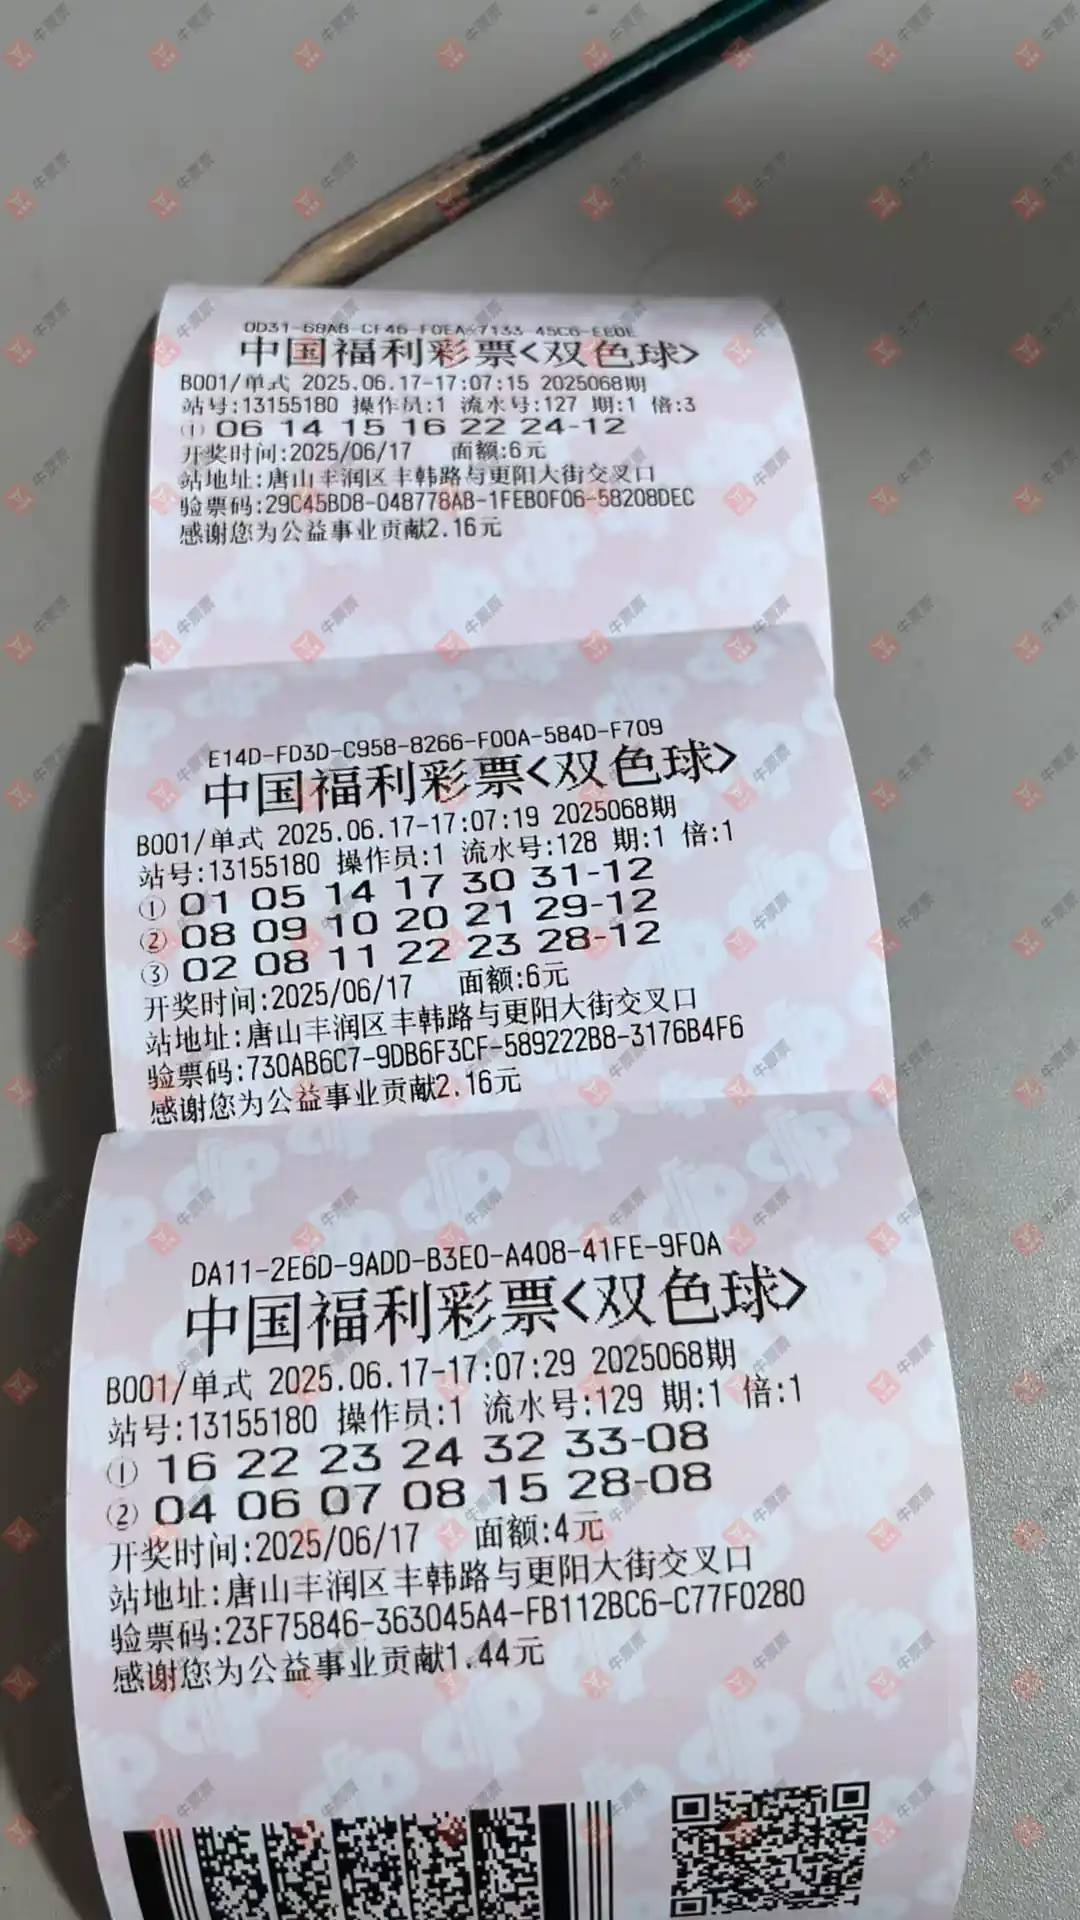 0D31-68AB-CF46-F0EA-7133-45C6-EE0E
中国福利彩票<双色球>
B001/单式 2025.06.17-17:07:15 2025068期
站号:13155180 操作员:1 流水号:127 期:1 倍:3
① 06 14 15 16 22 24-12
开奖时间:2025/06/17 面额:6元
站地址:唐山丰润区丰韩路与更阳大街交叉口
验票码:29C45BD8-048778AB-1FEB0F06-58208DEC
感谢您为公益事业贡献2.16元
E14D-FD3D-C958-8266-F00A-584D-F709
中国福利彩票<双色球>
B001/单式 2025.06.17-17:07:19 2025068期
站号:13155180 操作员:1 流水号:128 期:1 倍:1
① 01 05 14 17 30 31-12
② 08 09 10 20 21 29-12
③ 02 08 11 22 23 28-12
开奖时间:2025/06/17 面额:6元
站地址:唐山丰润区丰韩路与更阳大街交叉口
验票码:730AB6C7-9DB6F3CF-589222B8-3176B4F6
感谢您为公益事业贡献2.16元
DA11-2E6D-9ADD-B3E0-A408-41FE-9F0A
中国福利彩票<双色球>
B001/单式 2025.06.17-17:07:29 2025068期
站号:13155180 操作员:1 流水号:129 期:1 倍:1
① 16 22 23 24 32 33-08
② 04 06 07 08 15 28-08
开奖时间:2025/06/17 面额:4元
站地址:唐山丰润区丰韩路与更阳大街交叉口
验票码:23F75846-363045A4-FB112BC6-C77F0280
感谢您为公益事业贡献1.44元
牛票票